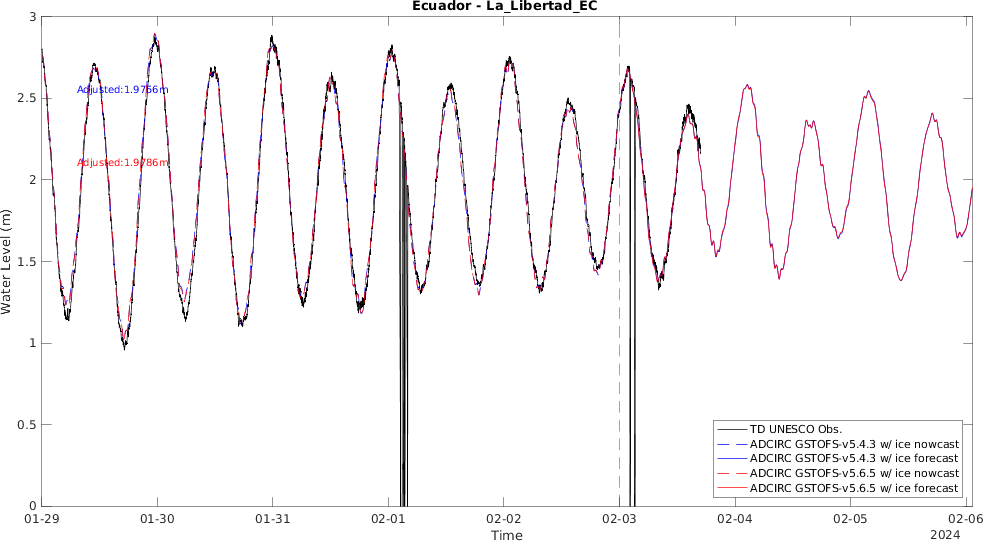 Ecuador - La_Libertad_EC
Water Level (m)
3
2.5
2
1.5
1
0.5
0
Adjusted:1.9766m
Adjusted:1.9786m
TD UNESCO Obs.
ADCIRC GSTOFS-v5.4.3 w/ ice nowcast
ADCIRC GSTOFS-v5.4.3 w/ ice forecast
ADCIRC GSTOFS-v5.6.5 w/ ice nowcast
ADCIRC GSTOFS-v5.6.5 w/ ice forecast
01-29 01-30 01-31 02-01 02-02 02-03 02-04 02-05 02-06
Time
2024